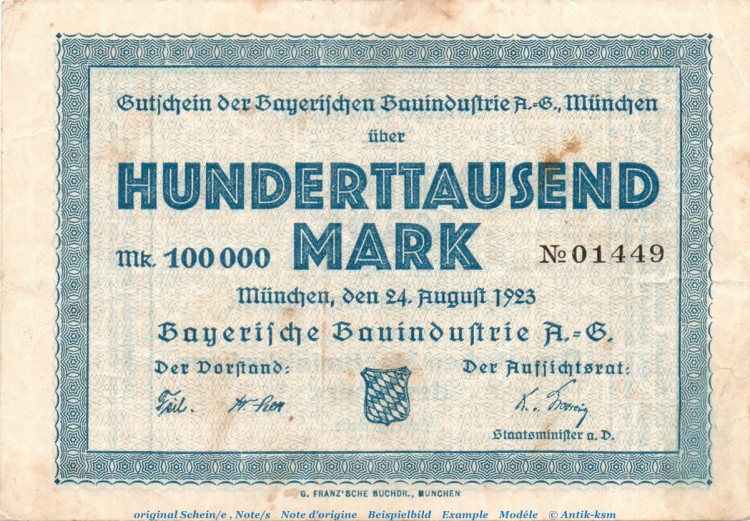 Gutschein der Bayerischen Bauindustrie A.-G., München
über
HUNDERTTAUSEND
Mk. 100 000 MARK № 01449
München, den 24. August 1923
Bayerische Bauindustrie A.-G.
Der Vorstand: Der Aufsichtsrat:
Staatsminister a. D.
G. FRANZ'SCHE BUCHDR., MÜNCHEN
original Schein/e . Note/s Note d'origine Beispielbild Example Modéle © Antik-ksm